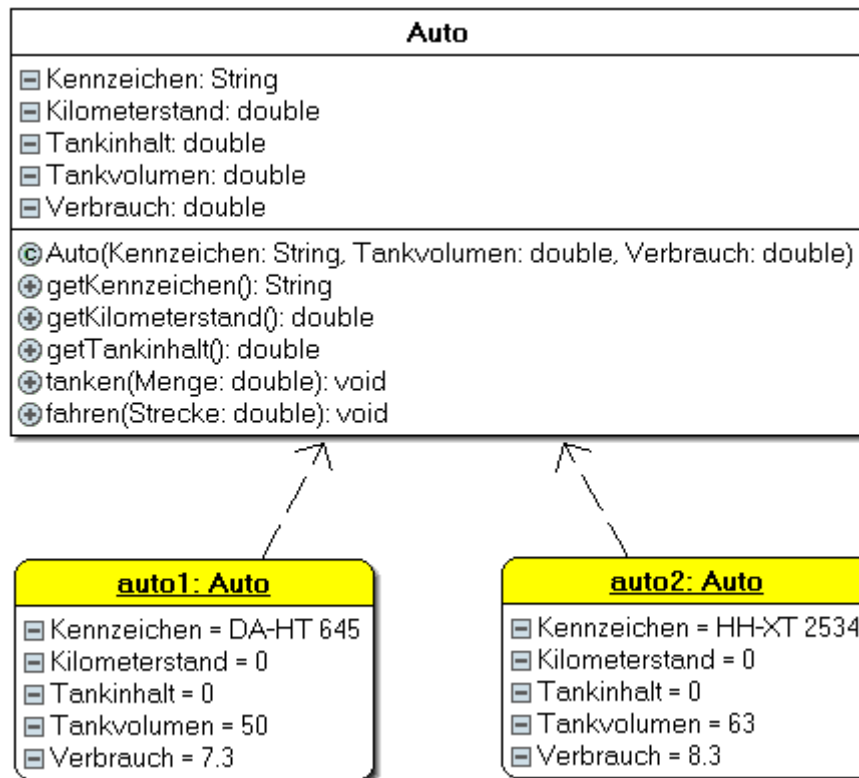 Auto
Kennzeichen: String
Kilometerstand: double
Tankinhalt: double
Tankvolumen: double
Verbrauch: double
Auto(Kennzeichen: String, Tankvolumen: double, Verbrauch: double)
getKennzeichen(): String
getKilometerstand(): double
getTankinhalt(): double
tanken(Menge: double): void
fahren(Strecke: double): void
auto1: Auto
Kennzeichen = DA-HT 645
Kilometerstand = 0
Tankinhalt = 0
Tankvolumen = 50
Verbrauch = 7.3
auto2: Auto
Kennzeichen = HH-XT 2534
Kilometerstand = 0
Tankinhalt = 0
Tankvolumen = 63
Verbrauch = 8.3